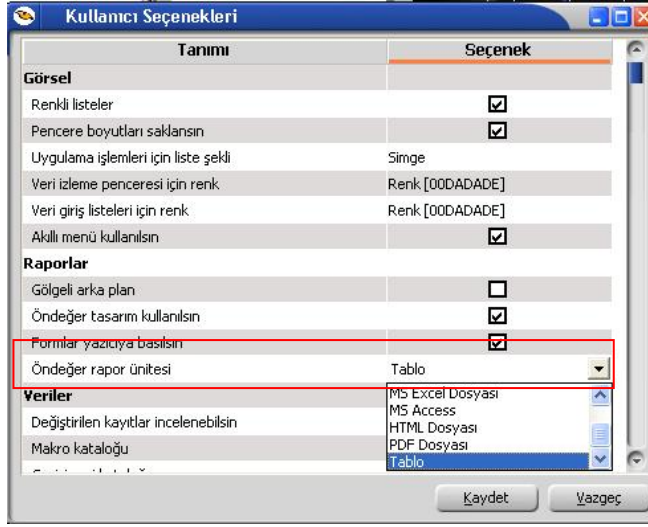 Kullanıcı Seçenekleri
Tanımı Seçenek
Görsel
Renkli listeler
Pencere boyutları saklansın
Uygulama işlemleri için liste şekli Simge
Veri izleme penceresi için renk Renk [00DADADE]
Veri giriş listeleri için renk Renk [00DADADE]
Akıllı menü kullanılsın
Raporlar
Gölgeli arka plan
Öndeğer tasarım kullanılsın
Formlar yazıcıya basılsın
Öndeğer rapor ünitesi Tablo
Veriler
MS Excel Dosyası
MS Access
Değiştirilen kayıtlar incelenebilsin
HTML Dosyası
Makro kataloğu
PDF Dosyası
Tablo
Kaydet Vazgeç